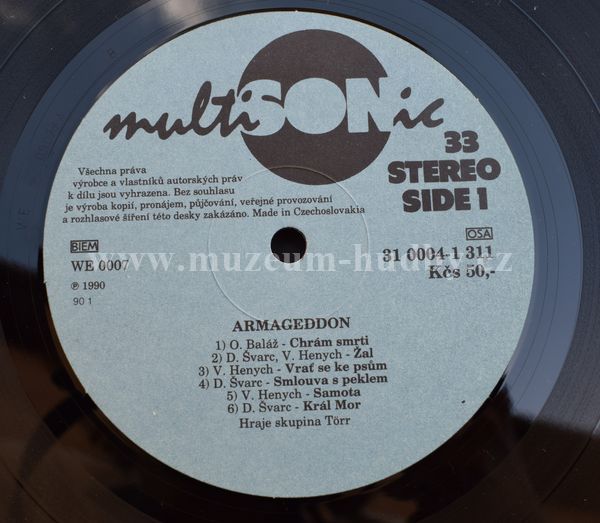 multiSONic
33
STEREO
SIDE 1
Všechna práva
výrobce a vlastníků autorských práv
k dílu jsou vyhrazena. Bez souhlasu
je výroba kopií, pronájem, půjčování, veřejné provozování
a rozhlasové šíření této desky zakázáno. Made in Czechoslovakia
BIEM
OSA
WE 0007
31 0004-1 311
Kčs 50,-
www.muzeum-hudby.cz
℗ 1990
90 1
ARMAGEDDON
1) O. Baláž - Chrám smrti
2) D. Švarc, V. Henych - Žal
3) V. Henych - Vrať se ke psům
4) D. Švarc - Smlouva s peklem
5) V. Henych - Samota
6) D. Švarc - Král Mor
Hraje skupina Törr